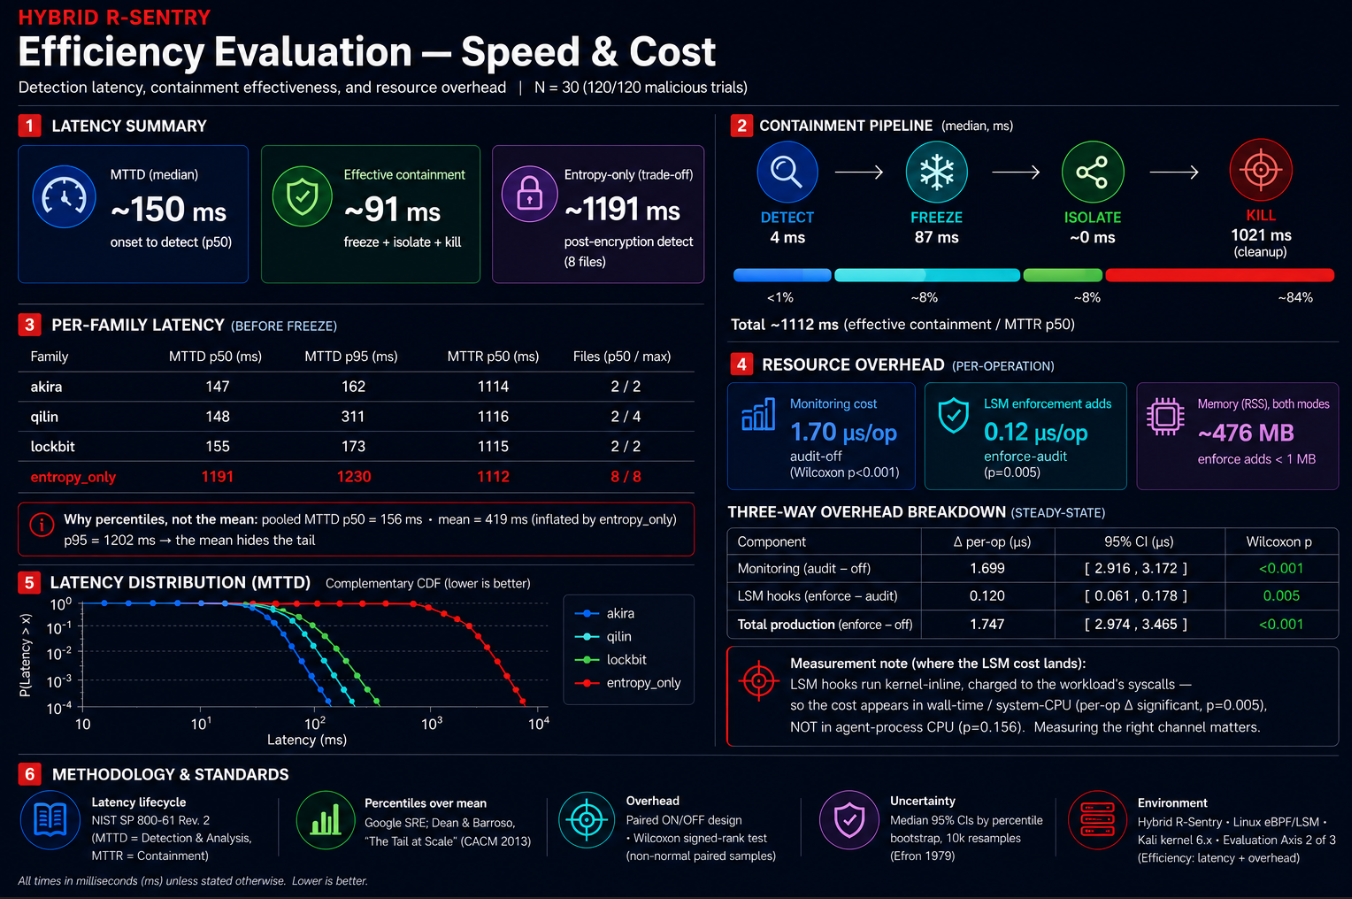 HYBRID R-SENTRY
Efficiency Evaluation — Speed & Cost
Detection latency, containment effectiveness, and resource overhead | N = 30 (120/120 malicious trials)
1 LATENCY SUMMARY
MTTD (median)
~150 ms
onset to detect (p50)
Effective containment
~91 ms
freeze + isolate + kill
Entropy-only (trade-off)
~1191 ms
post-encryption detect
(8 files)
2 CONTAINMENT PIPELINE (median, ms)
DETECT
4 ms
FREEZE
87 ms
ISOLATE
~0 ms
KILL
1021 ms
(cleanup)
<1% ~8% ~8% ~84%
Total ~1112 ms (effective containment / MTTR p50)
3 PER-FAMILY LATENCY (BEFORE FREEZE)
Family MTTD p50 (ms) MTTD p95 (ms) MTTR p50 (ms) Files (p50 / max)
akira 147 162 1114 2 / 2
qilin 148 311 1116 2 / 4
lockbit 155 173 1115 2 / 2
entropy_only 1191 1230 1112 8 / 8
Why percentiles, not the mean: pooled MTTD p50 = 156 ms • mean = 419 ms (inflated by entropy_only)
p95 = 1202 ms → the mean hides the tail
4 RESOURCE OVERHEAD (PER-OPERATION)
Monitoring cost
1.70 µs/op
audit-off
(Wilcoxon p<0.001)
LSM enforcement adds
0.12 µs/op
enforce-audit
(p=0.005)
Memory (RSS), both modes
~476 MB
enforce adds < 1 MB
THREE-WAY OVERHEAD BREAKDOWN (STEADY-STATE)
Component Δ per-op (µs) 95% CI (µs) Wilcoxon p
Monitoring (audit – off) 1.699 [ 2.916 , 3.172 ] <0.001
LSM hooks (enforce – audit) 0.120 [ 0.061 , 0.178 ] 0.005
Total production (enforce – off) 1.747 [ 2.974 , 3.465 ] <0.001
Measurement note (where the LSM cost lands):
LSM hooks run kernel-inline, charged to the workload's syscalls —
so the cost appears in wall-time / system-CPU (per-op Δ significant, p=0.005),
NOT in agent-process CPU (p=0.156). Measuring the right channel matters.
5 LATENCY DISTRIBUTION (MTTD) Complementary CDF (lower is better)
P(Latency > x)
10⁰
10⁻¹
10⁻²
10⁻³
10⁻⁴
10 10¹ 10² 10³ 10⁴
Latency (ms)
akira
qilin
lockbit
entropy_only
6 METHODOLOGY & STANDARDS
Latency lifecycle
NIST SP 800-61 Rev. 2
(MTTD = Detection & Analysis,
MTTR = Containment)
Percentiles over mean
Google SRE; Dean & Barroso,
"The Tail at Scale" (CACM 2013)
Overhead
Paired ON/OFF design
• Wilcoxon signed-rank test
(non-normal paired samples)
Uncertainty
Median 95% CIs by percentile
bootstrap, 10k resamples
(Efron 1979)
Environment
Hybrid R-Sentry • Linux eBPF/LSM •
Kali kernel 6.x • Evaluation Axis 2 of 3
(Efficiency: latency + overhead)
All times in milliseconds (ms) unless stated otherwise. Lower is better.